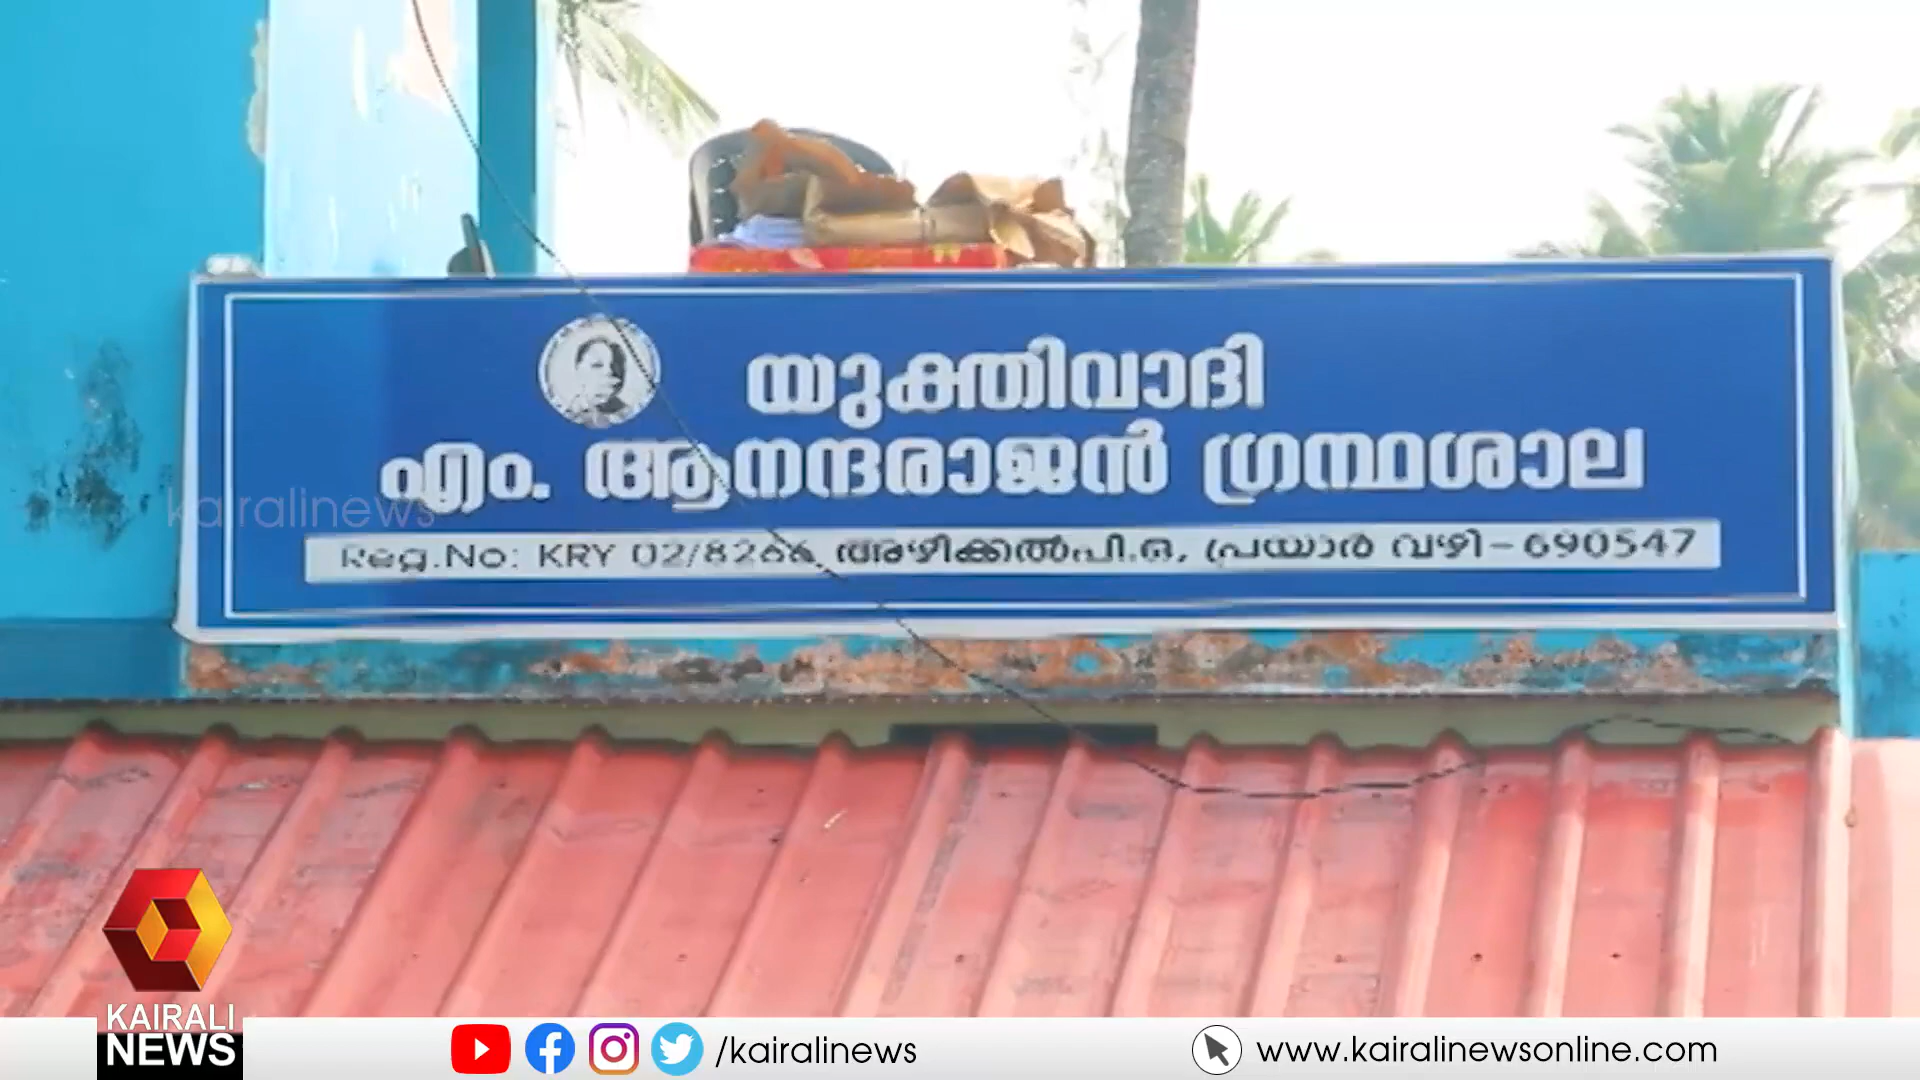 യുക്തിവാദി
എം. ആനന്ദരാജൻ ഗ്രന്ഥശാല
kairalinews
Reg.No: KRY 02/8266, അഴീക്കൽപി.ഒ, പ്രയാർ വഴി-690547
KAIRALI
NEWS
/kairalinews
www.kairalinewsonline.com